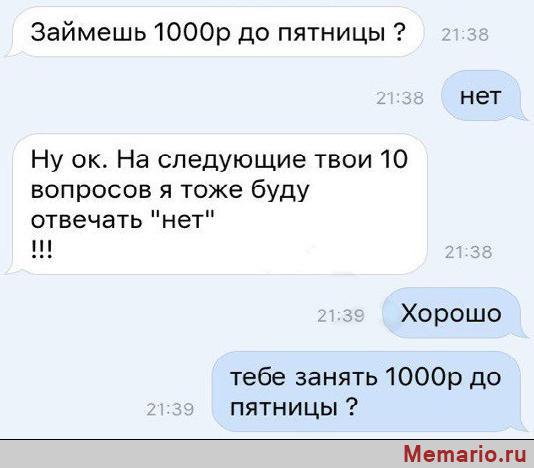 Займешь 1000р до пятницы ?
21:38
21:38
нет
Ну ок. На следующие твои 10
вопросов я тоже буду
отвечать "нет"
!!!
21:38
21:39
Хорошо
тебе занять 1000р до
21:39
пятницы ?
Memario.ru